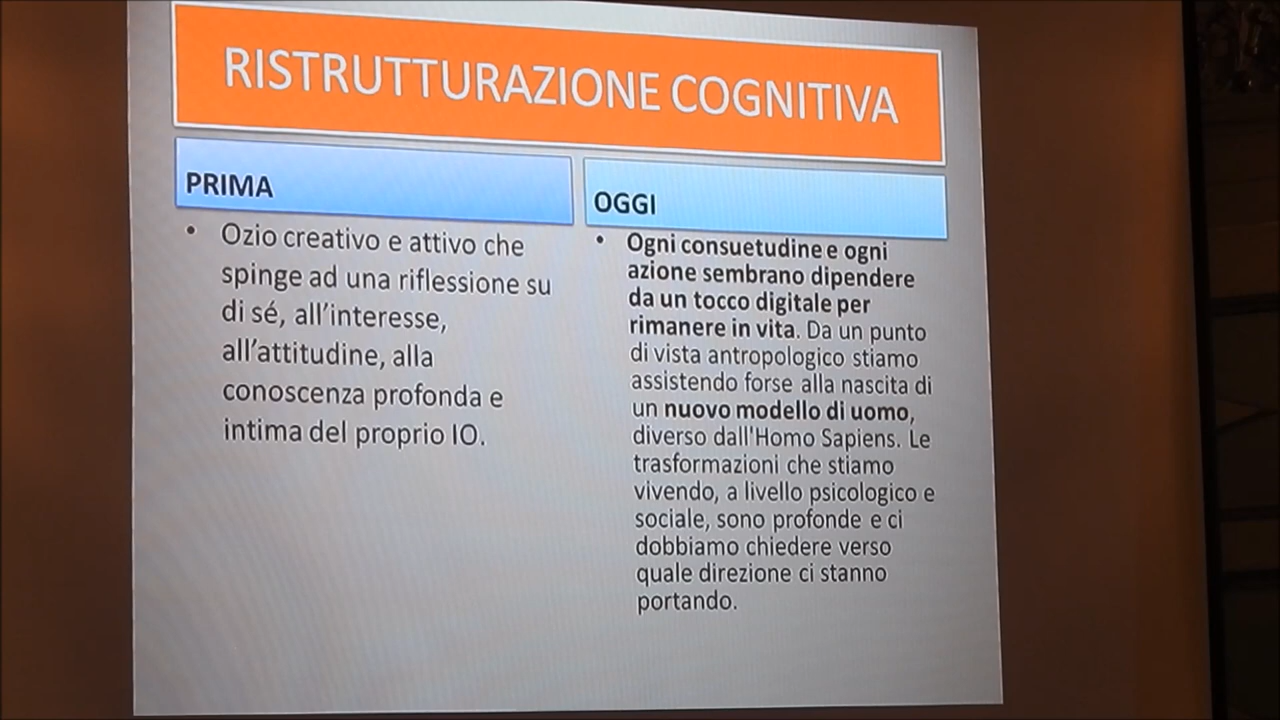 RISTRUTTURAZIONE COGNITIVA
PRIMA
• Ozio creativo e attivo che
spinge ad una riflessione su
di sé, all'interesse,
all'attitudine, alla
conoscenza profonda e
intima del proprio IO.
OGGI
• Ogni consuetudine e ogni
azione sembrano dipendere
da un tocco digitale per
rimanere in vita. Da un punto
di vista antropologico stiamo
assistendo forse alla nascita di
un nuovo modello di uomo,
diverso dall'Homo Sapiens. Le
trasformazioni che stiamo
vivendo, a livello psicologico e
sociale, sono profonde e ci
dobbiamo chiedere verso
quale direzione ci stanno
portando.